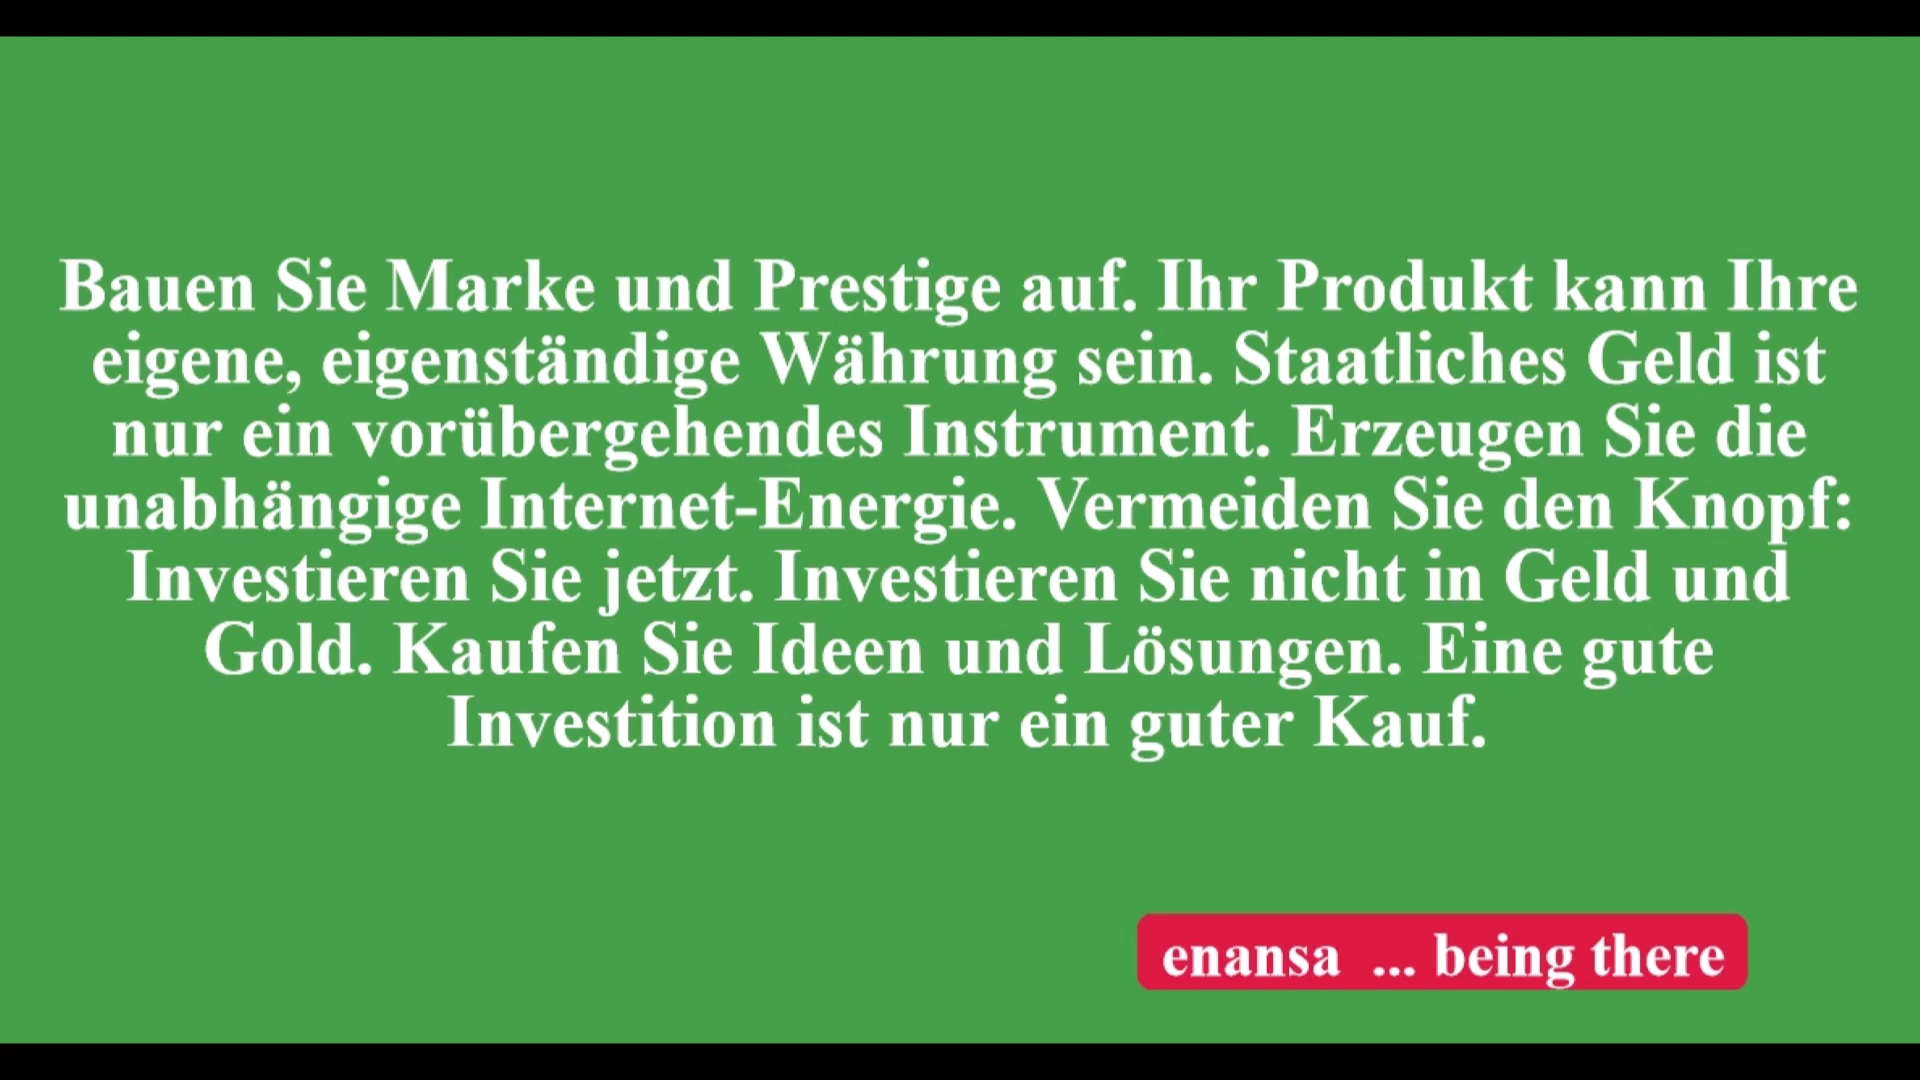 Bauen Sie Marke und Prestige auf. Ihr Produkt kann Ihre
eigene, eigenständige Währung sein. Staatliches Geld ist
nur ein vorübergehendes Instrument. Erzeugen Sie die
unabhängige Internet-Energie. Vermeiden Sie den Knopf:
Investieren Sie jetzt. Investieren Sie nicht in Geld und
Gold. Kaufen Sie Ideen und Lösungen. Eine gute
Investition ist nur ein guter Kauf.
enansa ... being there